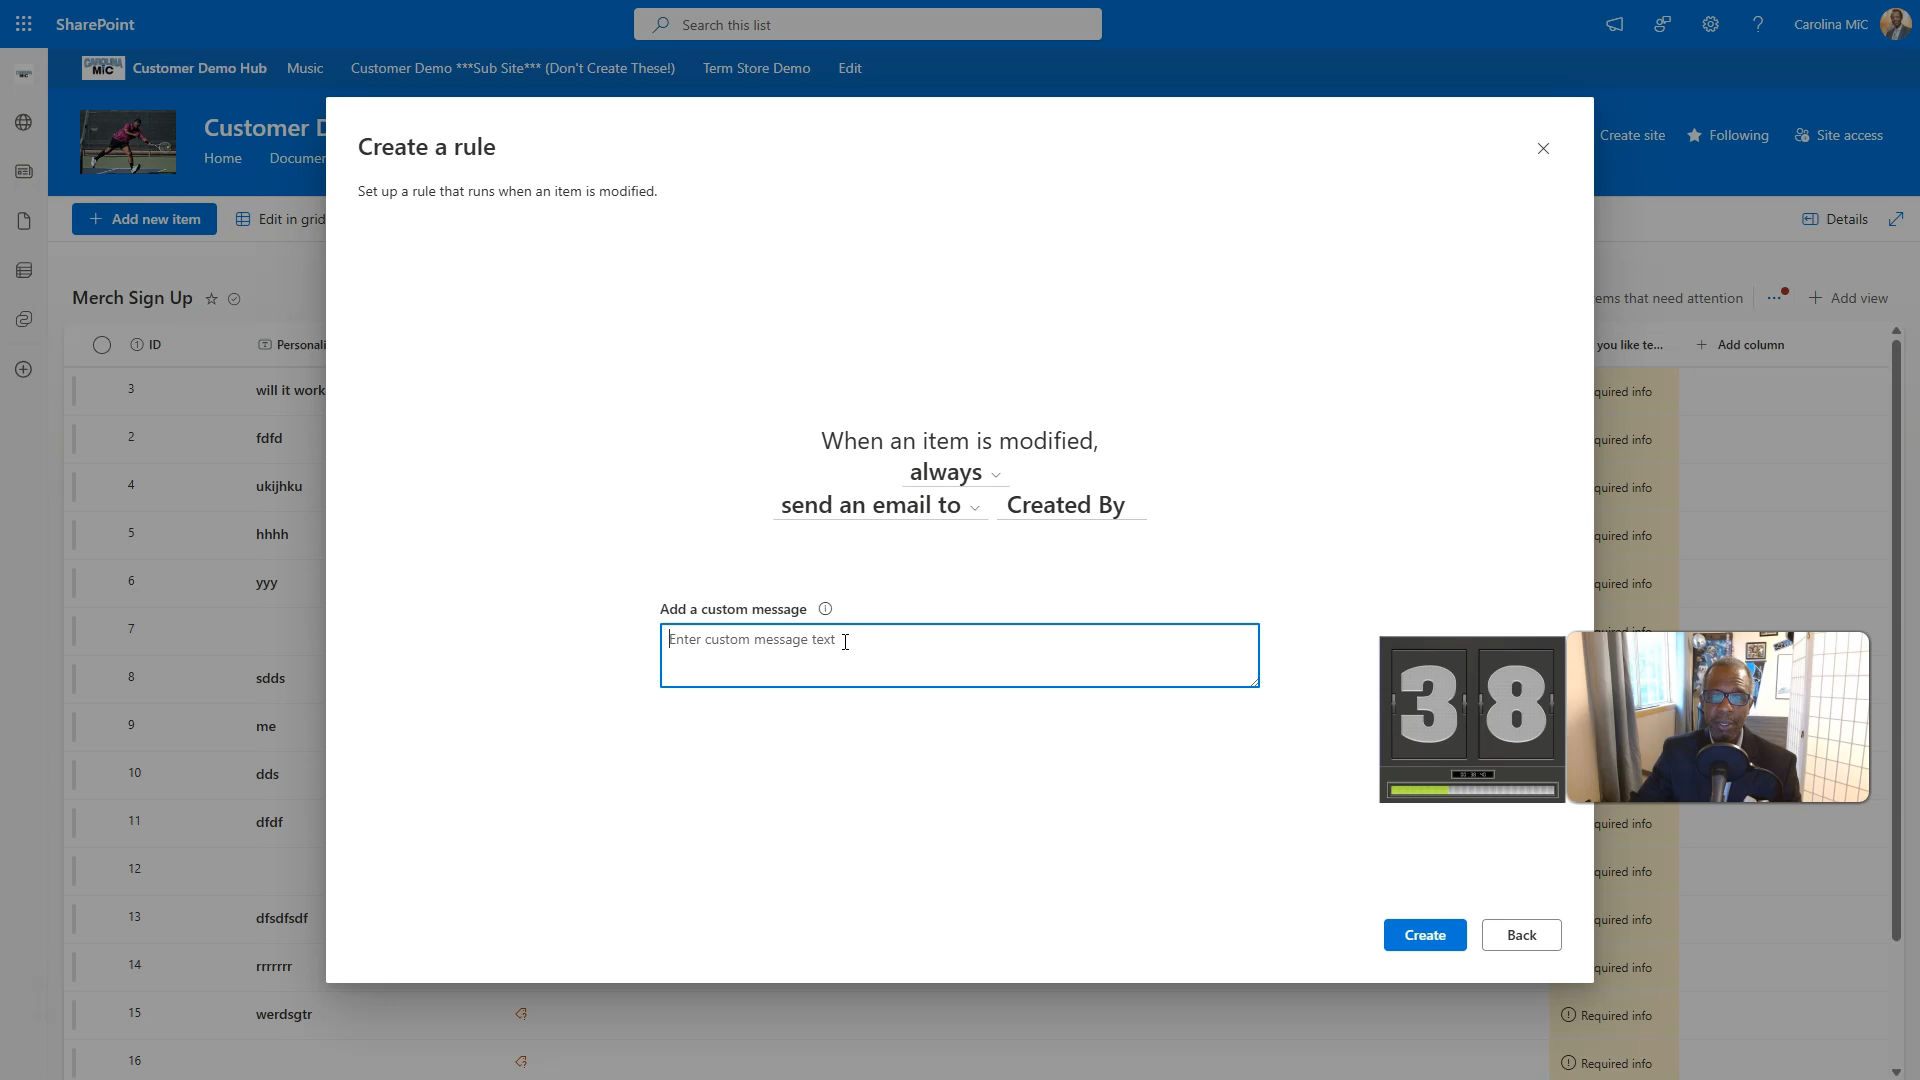 SharePoint
Search this list
Carolina MiC
CAROLINA
MiC
Customer Demo Hub
Music
Customer Demo ***Sub Site*** (Don't Create These!)
Term Store Demo
Edit
Customer D
Home
Documen
Create site
Following
Site access
Add new item
Edit in grid
Details
Create a rule
Set up a rule that runs when an item is modified.
Merch Sign Up
ems that need attention
Add view
ID
Personali
you like te...
Add column
3
will it work
quired info
2
fdfd
quired info
4
ukijhku
quired info
5
hhhh
quired info
6
yyy
quired info
7
quired info
8
sdds
9
me
10
dds
11
dfdf
quired info
12
quired info
13
dfsdfsdf
quired info
14
rrrrrrr
quired info
15
werdsgtr
Required info
16
Required info
When an item is modified,
always
send an email to
Created By
Add a custom message
Enter custom message text
38
Create
Back